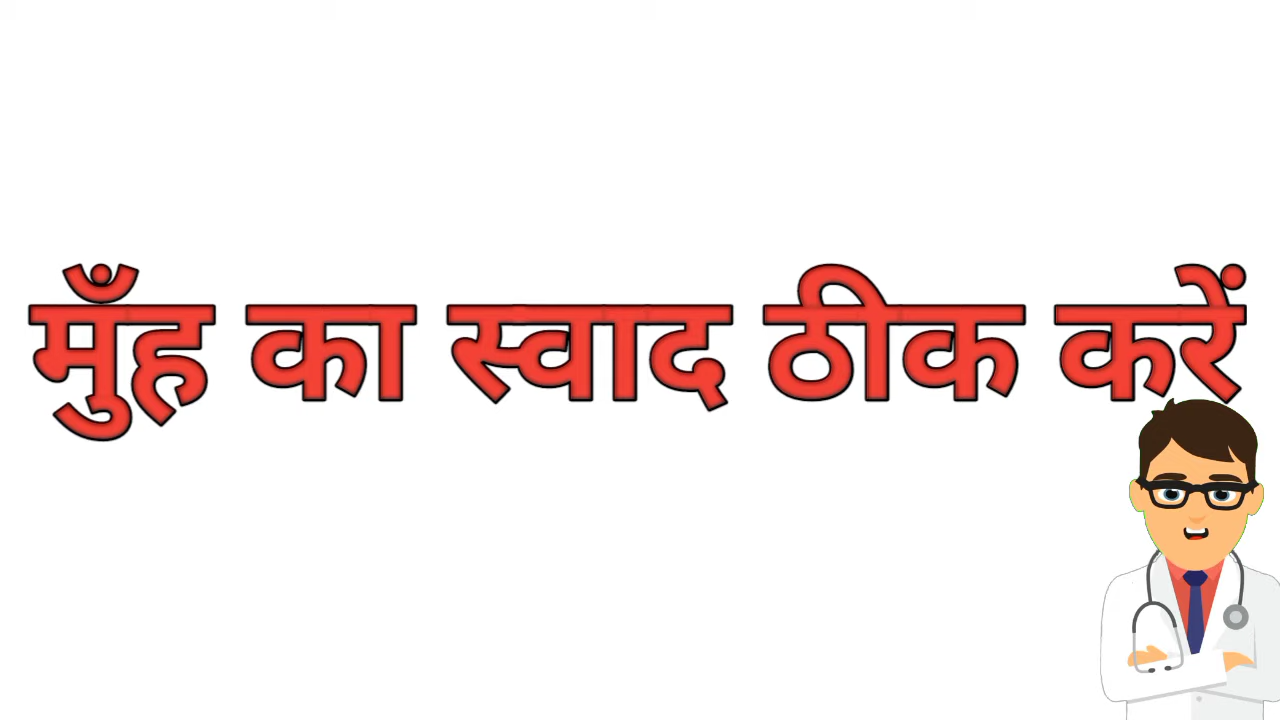 मुँह का स्वाद ठीक करें